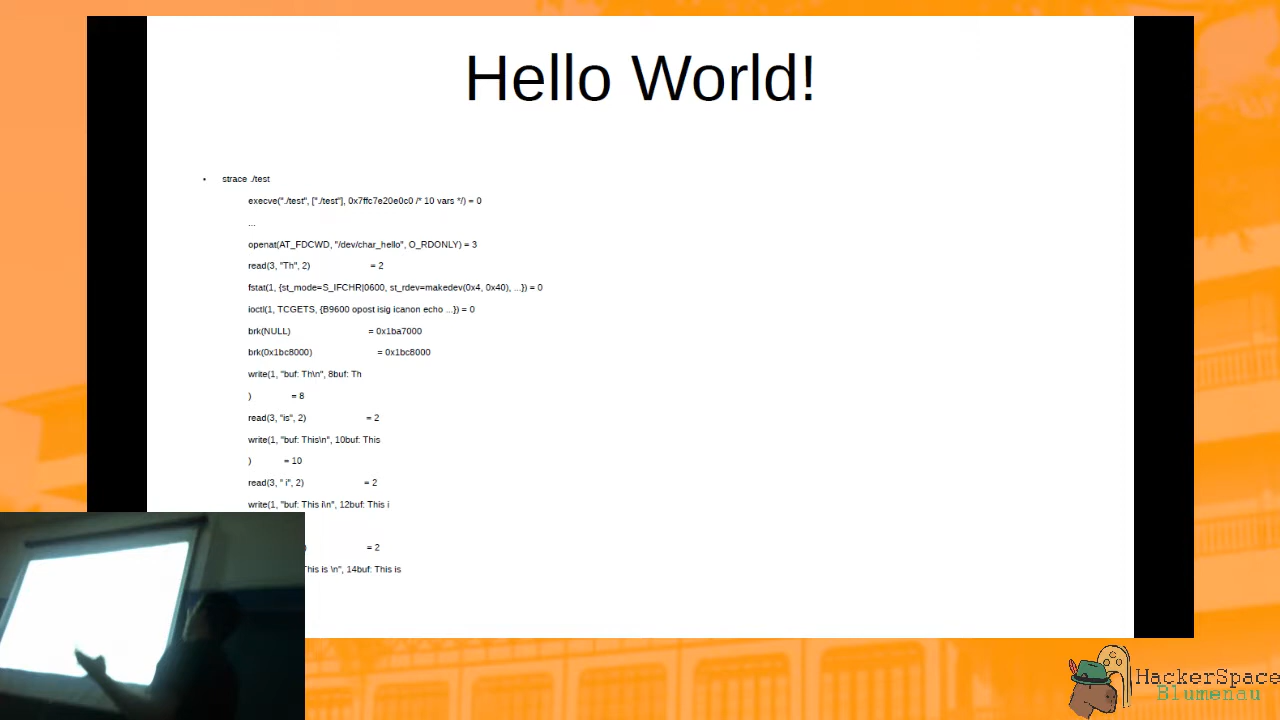 Hello World!
• strace ./test
execve("./test", ["./test"], 0x7ffc7e20e0c0 /* 10 vars */) = 0
...
openat(AT_FDCWD, "/dev/char_hello", O_RDONLY) = 3
read(3, "Th", 2) = 2
fstat(1, {st_mode=S_IFCHR|0600, st_rdev=makedev(0x4, 0x40), ...}) = 0
ioctl(1, TCGETS, {B9600 opost isig icanon echo ...}) = 0
brk(NULL) = 0x1ba7000
brk(0x1bc8000) = 0x1bc8000
write(1, "buf: Th\n", 8buf: Th
) = 8
read(3, "is", 2) = 2
write(1, "buf: This\n", 10buf: This
) = 10
read(3, " i", 2) = 2
write(1, "buf: This i\n", 12buf: This i
) = 2
This is \n", 14buf: This is
HackerSpace
Blumenau